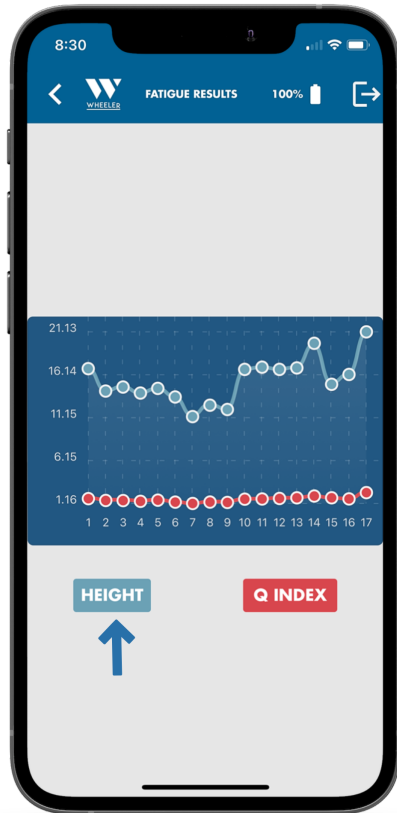 8:30
W
WHEELER
FATIGUE RESULTS
100%
21.13
16.14
11.15
6.15
1.16
1 2 3 4 5 6 7 8 9 10 11 12 13 14 15 16 17
HEIGHT
Q INDEX